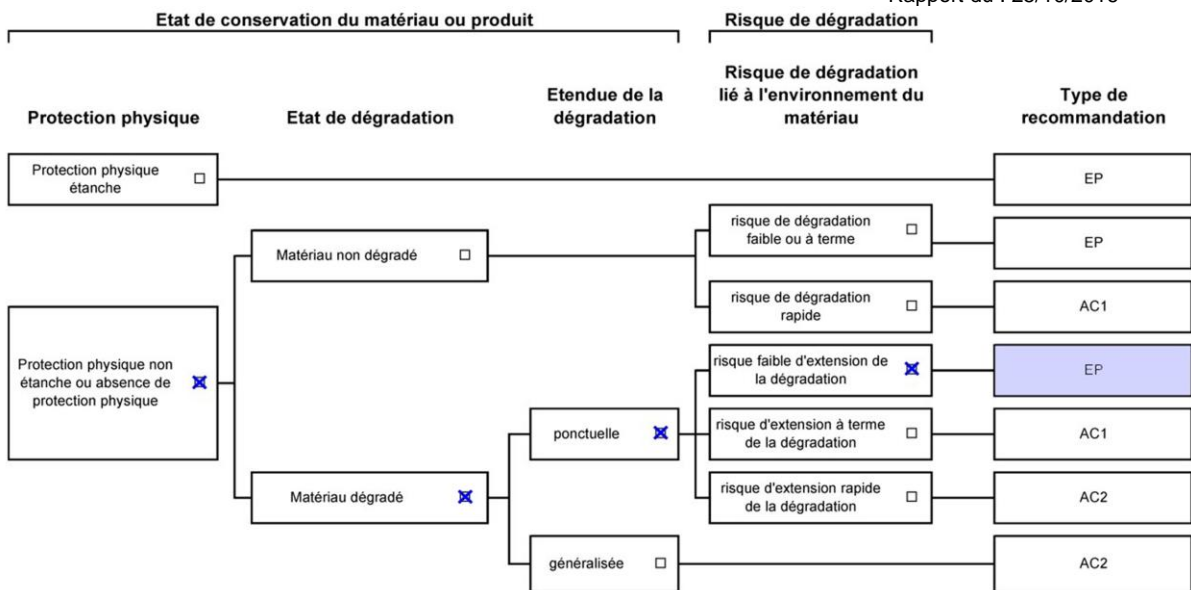 Rapport du :
Etat de conservation du matériau ou produit
Risque de dégradation
Protection physique
Etat de dégradation
Etendue de la
dégradation
Risque de dégradation
lié à l'environnement du
matériau
Type de
recommandation
Protection physique
étanche
EP
Matériau non dégradé
risque de dégradation
faible ou à terme
EP
risque de dégradation
rapide
AC1
Protection physique non
étanche ou absence de
protection physique
risque faible d'extension de
la dégradation
EP
ponctuelle
risque d'extension à terme
de la dégradation
AC1
Matériau dégradé
risque d'extension rapide
de la dégradation
AC2
généralisée
AC2